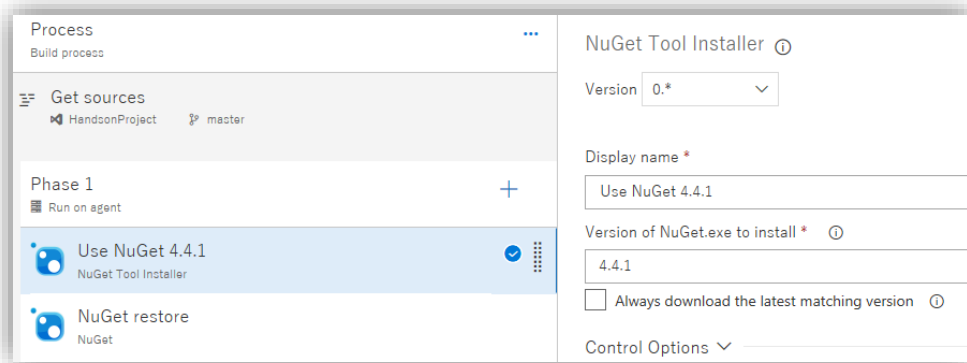 Process
Build process
Get sources
HandsonProject master
Phase 1
Run on agent
Use NuGet 4.4.1
NuGet Tool Installer
NuGet restore
NuGet
NuGet Tool Installer
Version 0.*
Display name *
Use NuGet 4.4.1
Version of NuGet.exe to install *
4.4.1
Always download the latest matching version
Control Options